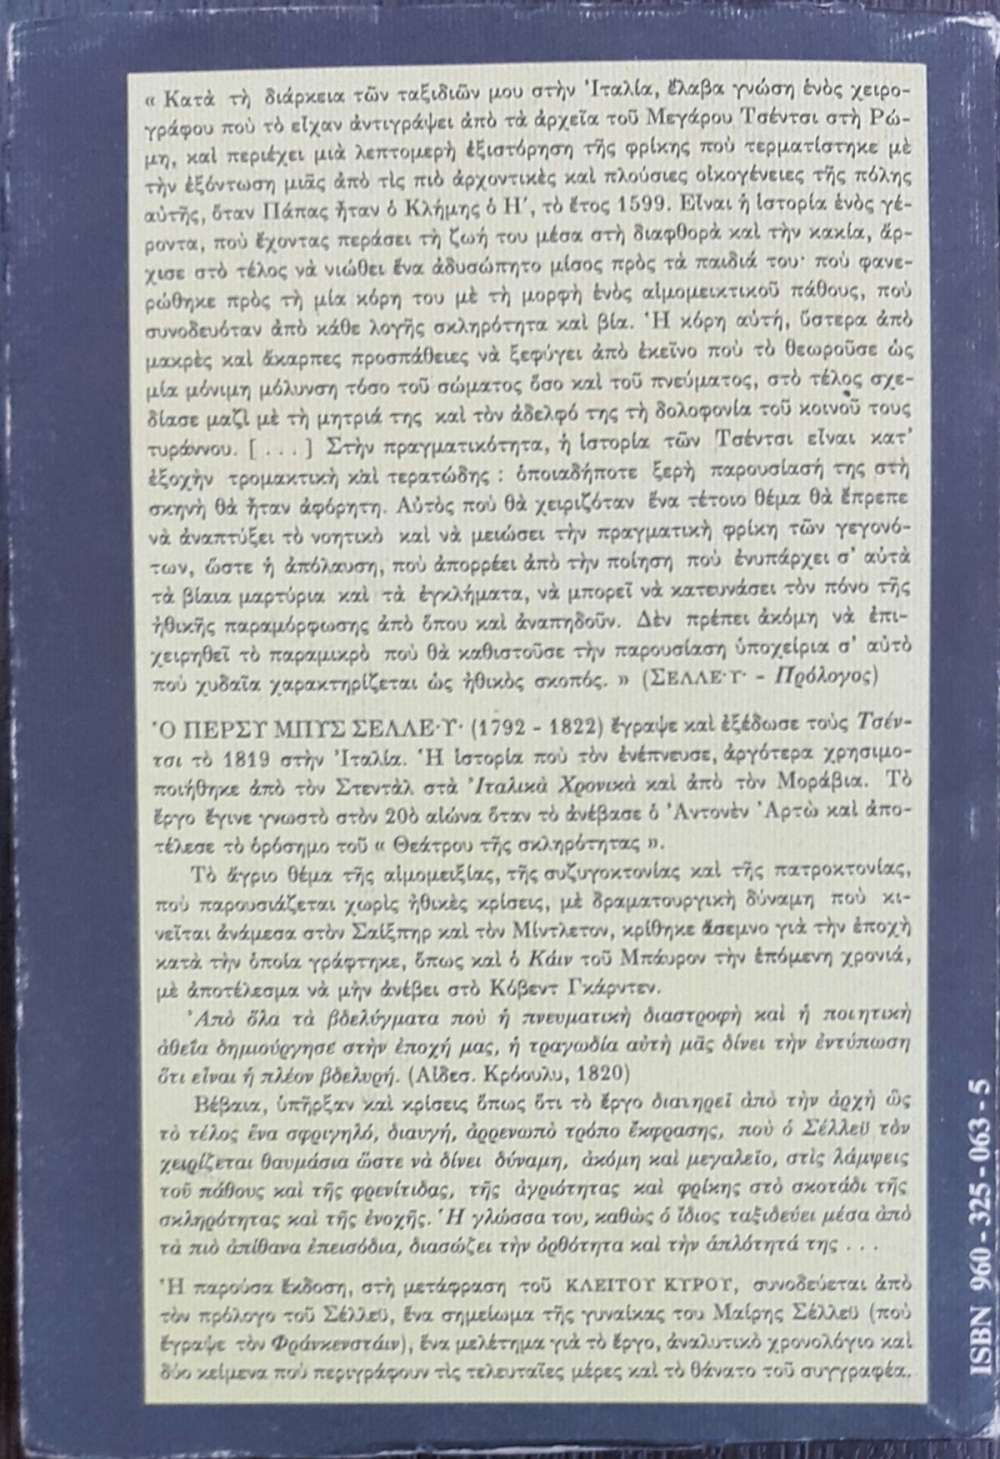 « Κατὰ τὴ διάρκεια τῶν ταξιδιῶν μου στὴν Ἰταλία, ἔλαβα γνώση ἑνὸς χειρο-
γράφου ποὺ τὸ εἶχαν ἀντιγράψει ἀπὸ τὰ ἀρχεῖα τοῦ Μεγάρου Τσέντσι στὴ Ρώ-
μη, καὶ περιέχει μιὰ λεπτομερὴ ἐξιστόρηση τῆς φρίκης ποὺ τερματίστηκε μὲ
τὴν ἐξόντωση μιᾶς ἀπὸ τὶς πιὸ ἀρχοντικὲς καὶ πλούσιες οἰκογένειες τῆς πόλης
αὐτῆς, ὅταν Πάπας ἦταν ὁ Κλήμης ὁ Η΄, τὸ ἔτος 1599. Εἶναι ἡ ἱστορία ἑνὸς γέ-
ροντα, ποὺ ἔχοντας περάσει τὴ ζωή του μέσα στὴ διαφθορὰ καὶ τὴν κακία, ἄρ-
χισε στὸ τέλος νὰ νιώθει ἕνα ἀδυσώπητο μίσος πρὸς τὰ παιδιά του· ποὺ φανε-
ρώθηκε πρὸς τὴ μία κόρη του μὲ τὴ μορφὴ ἑνὸς αἱμομεικτικοῦ πάθους, ποὺ
συνοδευόταν ἀπὸ κάθε λογῆς σκληρότητα καὶ βία. Ἡ κόρη αὐτή, ὕστερα ἀπὸ
μακρὲς καὶ ἄκαρπες προσπάθειες νὰ ξεφύγει ἀπὸ ἐκεῖνο ποὺ τὸ θεωροῦσε ὡς
μία μόνιμη μόλυνση τόσο τοῦ σώματος ὅσο καὶ τοῦ πνεύματος, στὸ τέλος σχε-
δίασε μαζὶ μὲ τὴ μητριά της καὶ τὸν ἀδελφό της τὴ δολοφονία τοῦ κοινοῦ τους
τυράννου. [ . . . ] Στὴν πραγματικότητα, ἡ ἱστορία τῶν Τσέντσι εἶναι κατ'
ἐξοχὴν τρομακτικὴ καὶ τερατώδης : ὁποιαδήποτε ξερὴ παρουσίασή της στὴ
σκηνὴ θὰ ἦταν ἀφόρητη. Αὐτὸς ποὺ θὰ χειριζόταν ἕνα τέτοιο θέμα θὰ ἔπρεπε
νὰ ἀναπτύξει τὸ νοητικὸ καὶ νὰ μειώσει τὴν πραγματικὴ φρίκη τῶν γεγονό-
των, ὥστε ἡ ἀπόλαυση, ποὺ ἀπορρέει ἀπὸ τὴν ποίηση ποὺ ἐνυπάρχει σ' αὐτὰ
τὰ βίαια μαρτύρια καὶ τὰ ἐγκλήματα, νὰ μπορεῖ νὰ κατευνάσει τὸν πόνο τῆς
ἠθικῆς παραμόρφωσης ἀπὸ ὅπου καὶ ἀναπηδοῦν. Δὲν πρέπει ἀκόμη νὰ ἐπι-
χειρηθεῖ τὸ παραμικρὸ ποὺ θὰ καθιστοῦσε τὴν παρουσίαση ὑποχείρια σ' αὐτὸ
ποὺ χυδαῖα χαρακτηρίζεται ὡς ἠθικὸς σκοπός. » (ΣΕΛΛΕ·Υ· - Πρόλογος)
Ὁ ΠΕΡΣΥ ΜΠΥΣ ΣΕΛΛΕ·Υ· (1792 - 1822) ἔγραψε καὶ ἐξέδωσε τοὺς Τσέν-
τσι τὸ 1819 στὴν Ἰταλία. Ἡ ἱστορία ποὺ τὸν ἐνέπνευσε, ἀργότερα χρησιμο-
ποιήθηκε ἀπὸ τὸν Στεντὰλ στὰ Ἰταλικὰ Χρονικὰ καὶ ἀπὸ τὸν Μοράβια. Τὸ
ἔργο ἔγινε γνωστὸ στὸν 20ὸ αἰώνα ὅταν τὸ ἀνέβασε ὁ Ἀντονὲν Ἀρτὼ καὶ ἀπο-
τέλεσε τὸ ὁρόσημο τοῦ « Θεάτρου τῆς σκληρότητας ».
Τὸ ἄγριο θέμα τῆς αἱμομειξίας, τῆς συζυγοκτονίας καὶ τῆς πατροκτονίας,
ποὺ παρουσιάζεται χωρὶς ἠθικὲς κρίσεις, μὲ δραματουργικὴ δύναμη ποὺ κι-
νεῖται ἀνάμεσα στὸν Σαίξπηρ καὶ τὸν Μίντλετον, κρίθηκε ἄσεμνο γιὰ τὴν ἐποχὴ
κατὰ τὴν ὁποία γράφτηκε, ὅπως καὶ ὁ Κάιν τοῦ Μπάυρον τὴν ἑπόμενη χρονιά,
μὲ ἀποτέλεσμα νὰ μὴν ἀνέβει στὸ Κόβεντ Γκάρντεν.
Ἀπὸ ὅλα τὰ βδελύγματα ποὺ ἡ πνευματικὴ διαστροφὴ καὶ ἡ ποιητικὴ
ἀθεΐα δημιούργησε στὴν ἐποχή μας, ἡ τραγωδία αὐτὴ μᾶς δίνει τὴν ἐντύπωση
ὅτι εἶναι ἡ πλέον βδελυρή. (Αἰδεσ. Κρόουλυ, 1820)
Βέβαια, ὑπῆρξαν καὶ κρίσεις ὅπως ὅτι τὸ ἔργο διατηρεῖ ἀπὸ τὴν ἀρχὴ ὣς
τὸ τέλος ἕνα σφριγηλό, διαυγή, ἀρρενωπὸ τρόπο ἔκφρασης, ποὺ ὁ Σέλλεϋ τὸν
χειρίζεται θαυμάσια ὥστε νὰ δίνει δύναμη, ἀκόμη καὶ μεγαλεῖο, στὶς λάμψεις
τοῦ πάθους καὶ τῆς φρενίτιδας, τῆς ἀγριότητας καὶ φρίκης στὸ σκοτάδι τῆς
σκληρότητας καὶ τῆς ἐνοχῆς. Ἡ γλώσσα του, καθὼς ὁ ἴδιος ταξιδεύει μέσα ἀπὸ
τὰ πιὸ ἀπίθανα ἐπεισόδια, διασώζει τὴν ὀρθότητα καὶ τὴν ἁπλότητά της . . .
Ἡ παρούσα ἔκδοση, στὴ μετάφραση τοῦ ΚΛΕΙΤΟΥ ΚΥΡΟΥ, συνοδεύεται ἀπὸ
τὸν πρόλογο τοῦ Σέλλεϋ, ἕνα σημείωμα τῆς γυναίκας του Μαίρης Σέλλεϋ (ποὺ
ἔγραψε τὸν Φράνκενστάιν), ἕνα μελέτημα γιὰ τὸ ἔργο, ἀναλυτικὸ χρονολόγιο καὶ
δύο κείμενα ποὺ περιγράφουν τὶς τελευταῖες μέρες καὶ τὸ θάνατο τοῦ συγγραφέα.
ISBN 960 - 325 - 063 - 5